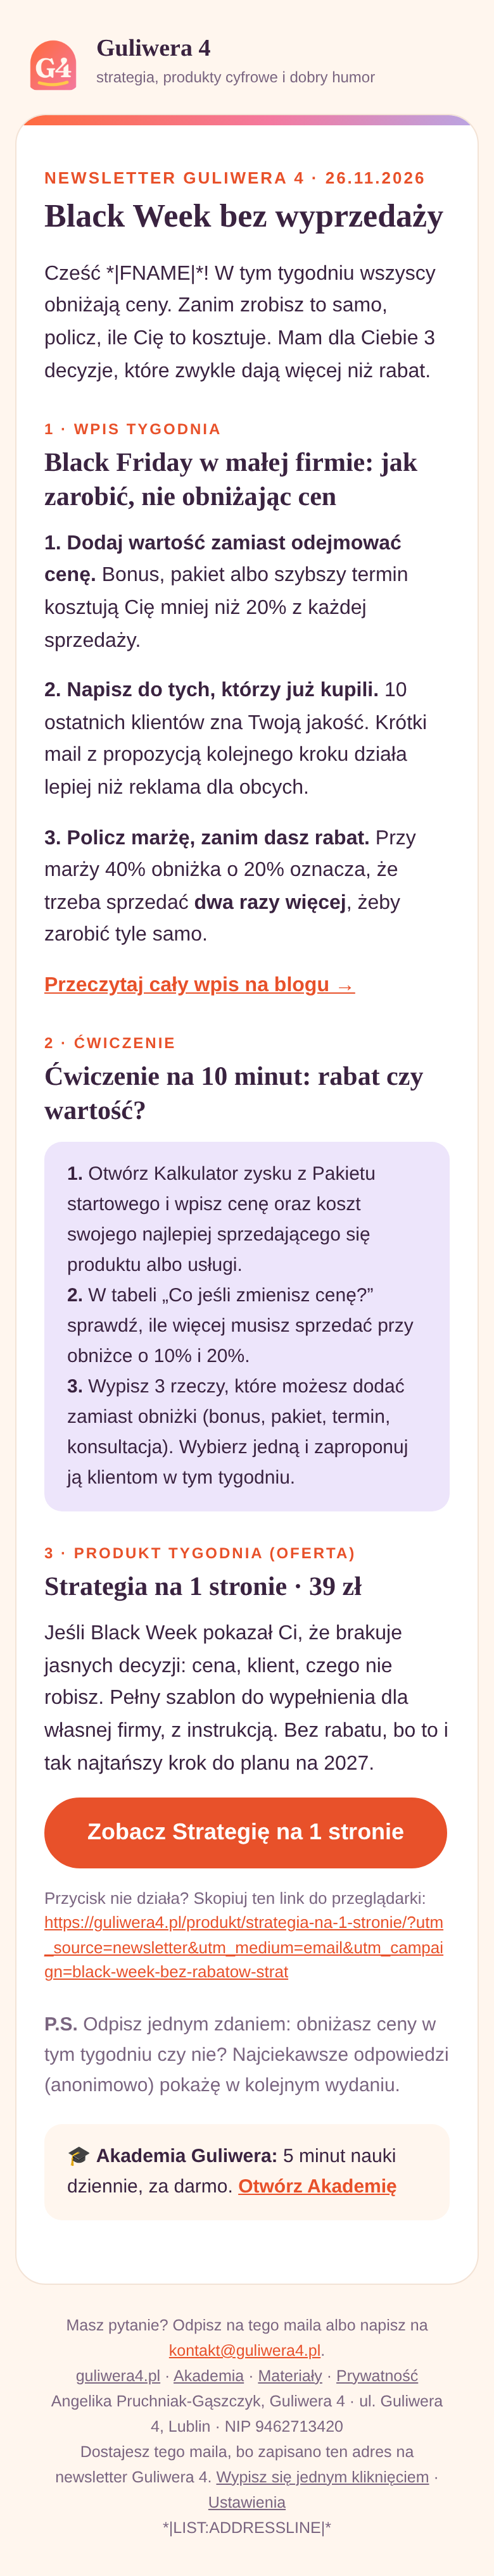 G4
Guliwera 4
strategia, produkty cyfrowe i dobry humor
NEWSLETTER GULIWERA 4 · 26.11.2026
Black Week bez wyprzedaży
Cześć *|FNAME|*! W tym tygodniu wszyscy
obniżają ceny. Zanim zrobisz to samo,
policz, ile Cię to kosztuje. Mam dla Ciebie 3
decyzje, które zwykle dają więcej niż rabat.
1 · WPIS TYGODNIA
Black Friday w małej firmie: jak
zarobić, nie obniżając cen
1. Dodaj wartość zamiast odejmować
cenę. Bonus, pakiet albo szybszy termin
kosztują Cię mniej niż 20% z każdej
sprzedaży.
2. Napisz do tych, którzy już kupili. 10
ostatnich klientów zna Twoją jakość. Krótki
mail z propozycją kolejnego kroku działa
lepiej niż reklama dla obcych.
3. Policz marżę, zanim dasz rabat. Przy
marży 40% obniżka o 20% oznacza, że
trzeba sprzedać dwa razy więcej, żeby
zarobić tyle samo.
Przeczytaj cały wpis na blogu →
2 · ĆWICZENIE
Ćwiczenie na 10 minut: rabat czy
wartość?
1. Otwórz Kalkulator zysku z Pakietu
startowego i wpisz cenę oraz koszt
swojego najlepiej sprzedającego się
produktu albo usługi.
2. W tabeli „Co jeśli zmienisz cenę?”
sprawdź, ile więcej musisz sprzedać przy
obniżce o 10% i 20%.
3. Wypisz 3 rzeczy, które możesz dodać
zamiast obniżki (bonus, pakiet, termin,
konsultacja). Wybierz jedną i zaproponuj
ją klientom w tym tygodniu.
3 · PRODUKT TYGODNIA (OFERTA)
Strategia na 1 stronie · 39 zł
Jeśli Black Week pokazał Ci, że brakuje
jasnych decyzji: cena, klient, czego nie
robisz. Pełny szablon do wypełnienia dla
własnej firmy, z instrukcją. Bez rabatu, bo to i
tak najtańszy krok do planu na 2027.
Zobacz Strategię na 1 stronie
Przycisk nie działa? Skopiuj ten link do przeglądarki:
https://guliwera4.pl/produkt/strategia-na-1-stronie/?utm
_source=newsletter&utm_medium=email&utm_campai
gn=black-week-bez-rabatow-strat
P.S. Odpisz jednym zdaniem: obniżasz ceny w
tym tygodniu czy nie? Najciekawsze odpowiedzi
(anonimowo) pokażę w kolejnym wydaniu.
🎓 Akademia Guliwera: 5 minut nauki
dziennie, za darmo. Otwórz Akademię
Masz pytanie? Odpisz na tego maila albo napisz na
kontakt@guliwera4.pl.
guliwera4.pl · Akademia · Materiały · Prywatność
Angelika Pruchniak-Gąszczyk, Guliwera 4 · ul. Guliwera
4, Lublin · NIP 9462713420
Dostajesz tego maila, bo zapisano ten adres na
newsletter Guliwera 4. Wypisz się jednym kliknięciem ·
Ustawienia
*|LIST:ADDRESSLINE|*